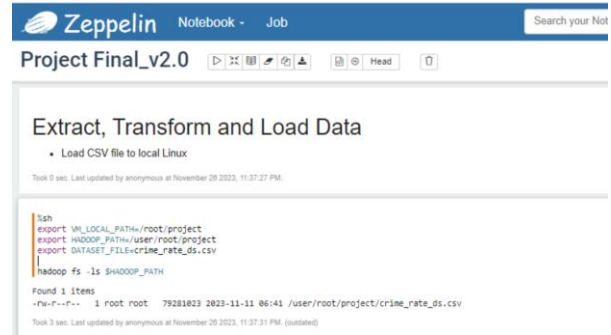 Zeppelin Notebook - Job Search your Not
Project Final_v2.0 Head
Extract, Transform and Load Data
• Load CSV file to local Linux
Took 0 sec. Last updated by anonymous at November 26 2023, 11:37:27 PM.
%sh
export VM_LOCAL_PATH=/root/project
export HADOOP_PATH=/user/root/project
export DATASET_FILE=crime_rate_ds.csv
hadoop fs -ls $HADOOP_PATH
Found 1 items
-rw-r--r-- 1 root root 79281023 2023-11-11 06:41 /user/root/project/crime_rate_ds.csv
Took 3 sec. Last updated by anonymous at November 26 2023, 11:37:31 PM. (outdated)